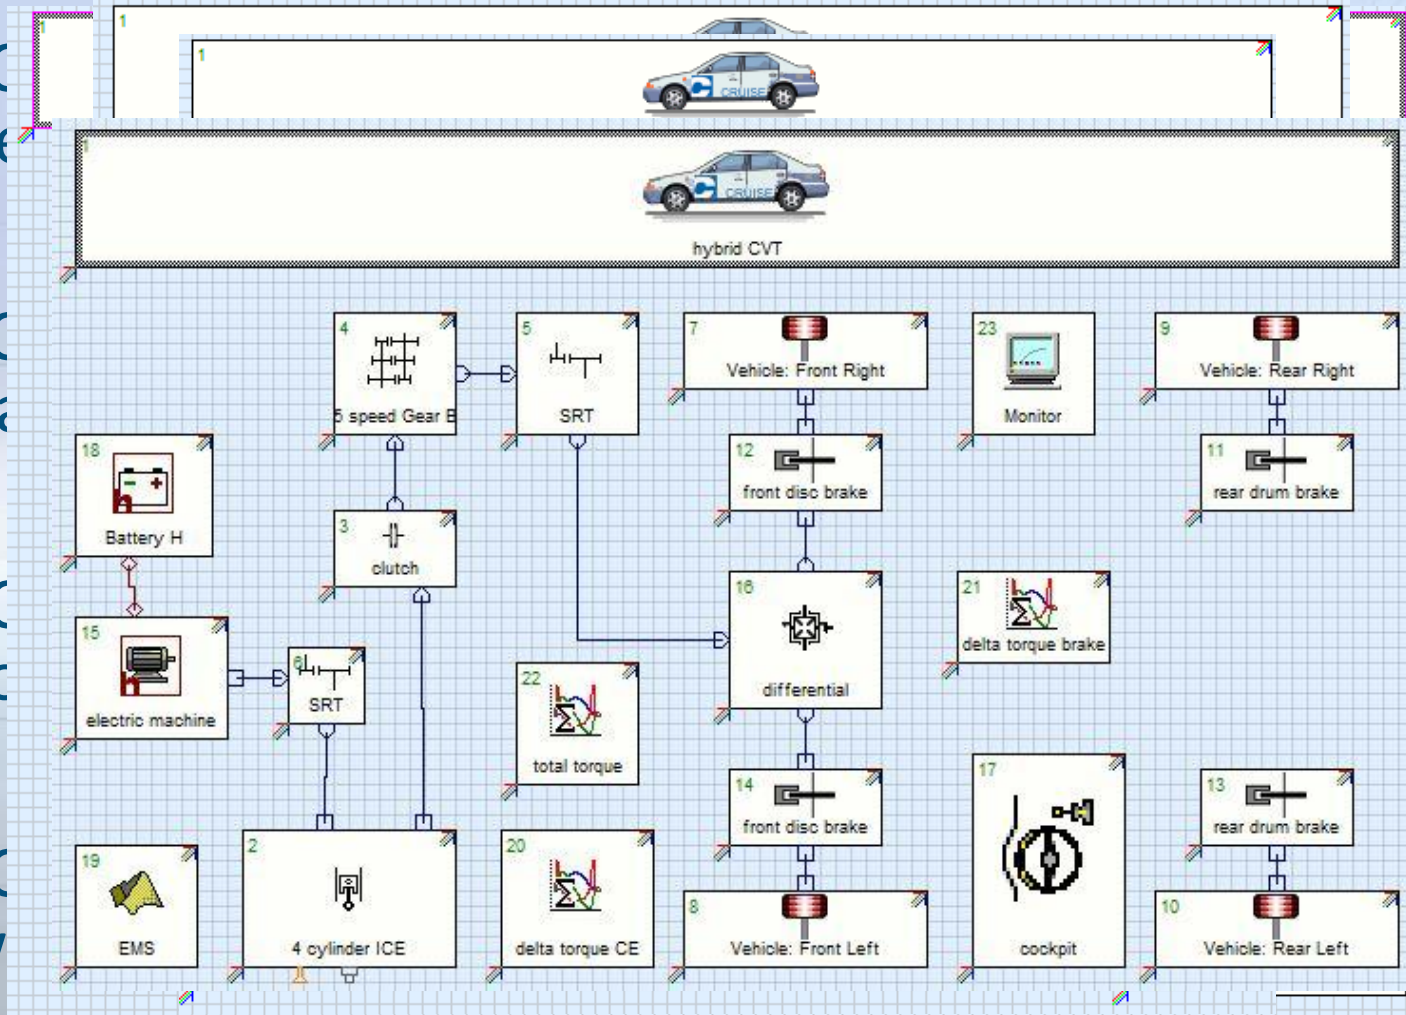 1
1
1
CRUISE
1
CRUISE
hybrid CVT
4
5 speed Gear B
5
SRT
7
Vehicle: Front Right
23
Monitor
9
Vehicle: Rear Right
18
Battery H
3
clutch
12
front disc brake
11
rear drum brake
15
electric machine
6
SRT
22
total torque
16
differential
21
delta torque brake
19
EMS
2
4 cylinder ICE
20
delta torque CE
14
front disc brake
8
Vehicle: Front Left
17
cockpit
13
rear drum brake
10
Vehicle: Rear Left